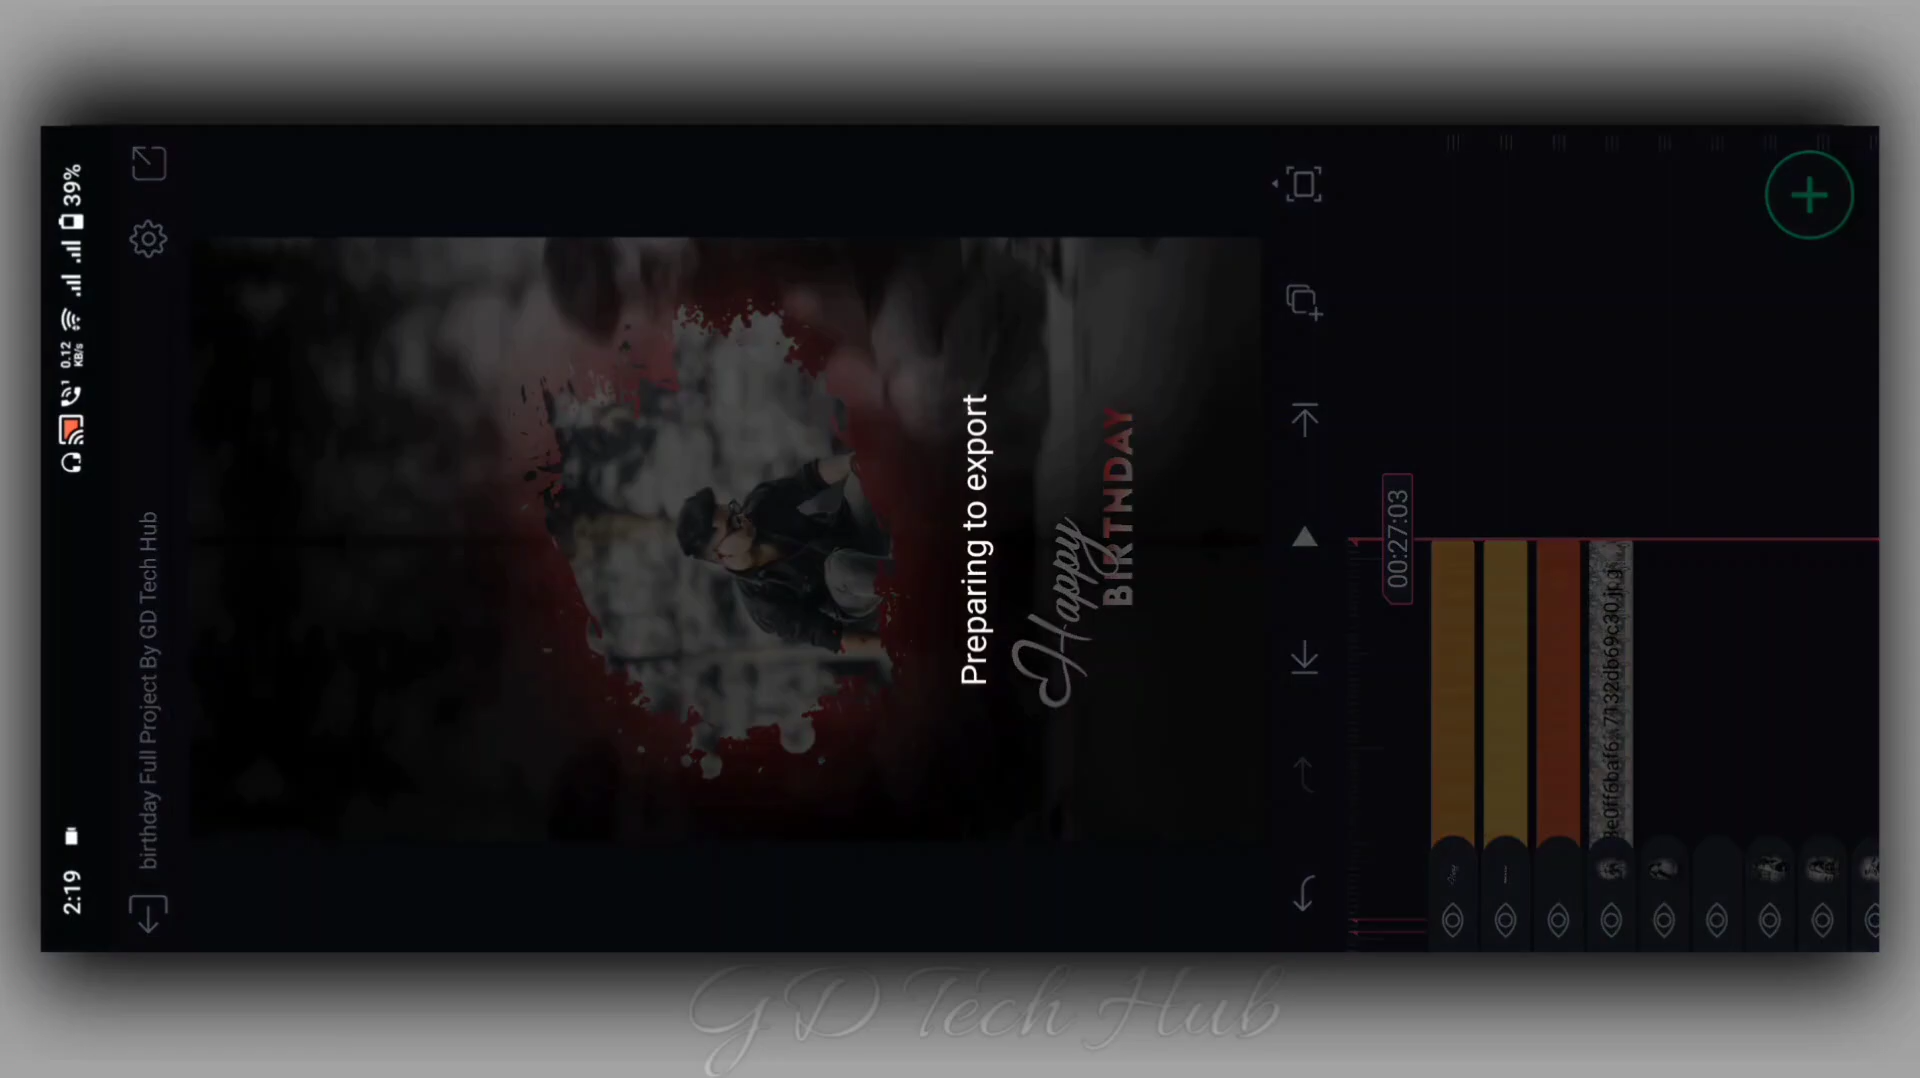 2:19
0.12
KB/s
39%
birthday Full Project By GD Tech Hub
Preparing to export
Happy
BIRTHDAY
00:27:03
GD Tech Hub